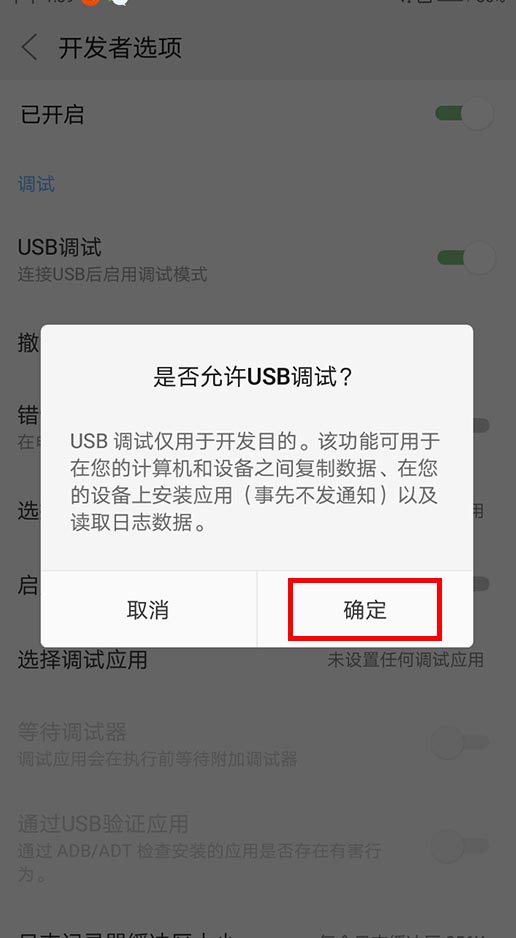 开发者选项
已开启
调试
USB调试
连接USB后启用调试模式
撤
是否允许USB调试？
错
USB 调试仅用于开发目的。该功能可用于
在您的计算机和设备之间复制数据、在您
的设备上安装应用（事先不发通知）以及
读取日志数据。
选
用
启
取消
确定
选择调试应用
未设置任何调试应用
等待调试器
调试应用会在执行前等待附加调试器
通过USB验证应用
通过 ADB/ADT 检查安装的应用是否存在有害行
为。